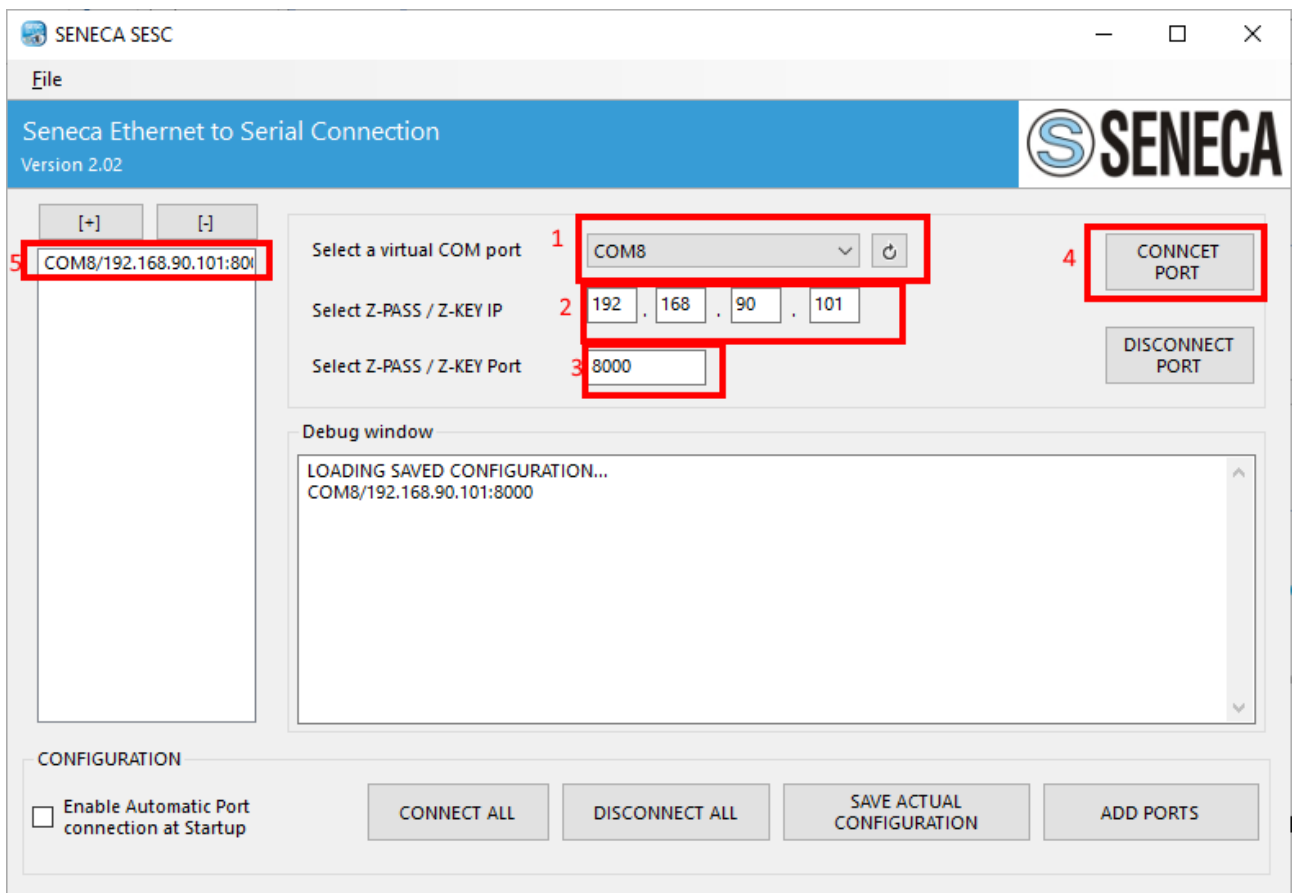 SENECA SESC
File
Seneca Ethernet to Serial Connection
Version 2.02
SENECA
[+]
[-]
5
COM8/192.168.90.101:80
Select a virtual COM port
1
COM8
4
CONNCET
PORT
Select Z-PASS / Z-KEY IP
2
192 . 168 . 90 . 101
Select Z-PASS / Z-KEY Port
3
8000
DISCONNECT
PORT
Debug window
LOADING SAVED CONFIGURATION...
COM8/192.168.90.101:8000
CONFIGURATION
Enable Automatic Port
connection at Startup
CONNECT ALL
DISCONNECT ALL
SAVE ACTUAL
CONFIGURATION
ADD PORTS